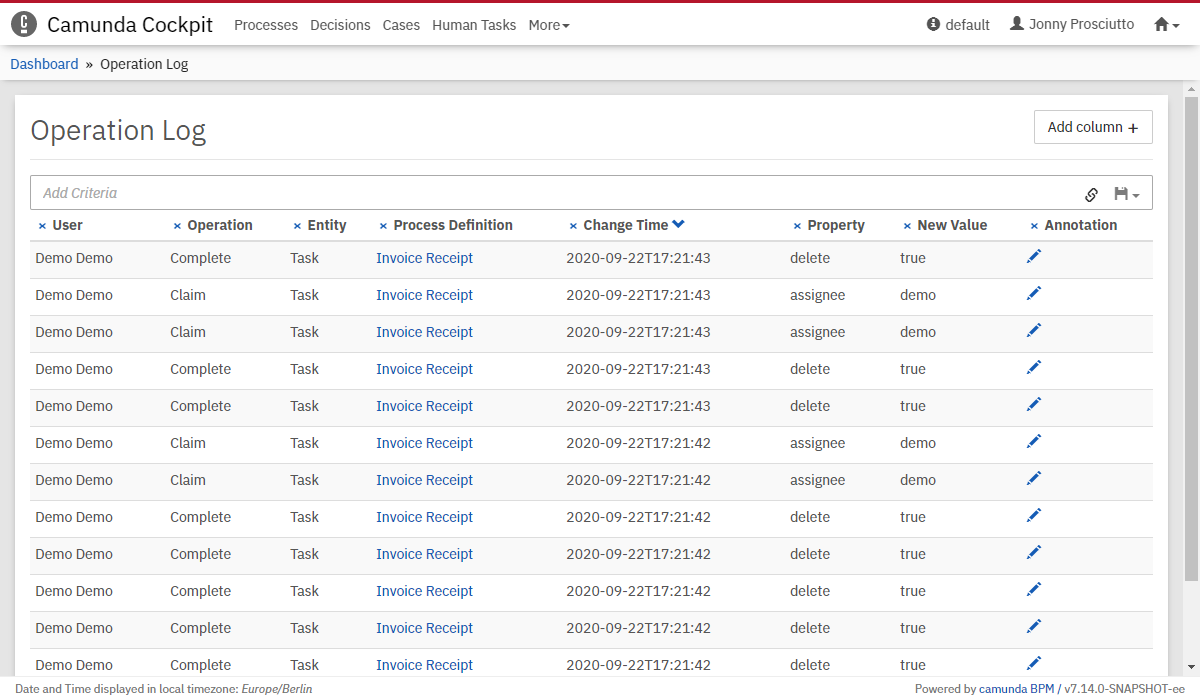 Camunda Cockpit Processes Decisions Cases Human Tasks More default Jonny Prosciutto
Dashboard » Operation Log
Operation Log Add column +
Add Criteria
× User × Operation × Entity × Process Definition × Change Time × Property × New Value × Annotation
Demo Demo Complete Task Invoice Receipt 2020-09-22T17:21:43 delete true
Demo Demo Claim Task Invoice Receipt 2020-09-22T17:21:43 assignee demo
Demo Demo Claim Task Invoice Receipt 2020-09-22T17:21:43 assignee demo
Demo Demo Complete Task Invoice Receipt 2020-09-22T17:21:43 delete true
Demo Demo Complete Task Invoice Receipt 2020-09-22T17:21:43 delete true
Demo Demo Claim Task Invoice Receipt 2020-09-22T17:21:42 assignee demo
Demo Demo Claim Task Invoice Receipt 2020-09-22T17:21:42 assignee demo
Demo Demo Complete Task Invoice Receipt 2020-09-22T17:21:42 delete true
Demo Demo Complete Task Invoice Receipt 2020-09-22T17:21:42 delete true
Demo Demo Complete Task Invoice Receipt 2020-09-22T17:21:42 delete true
Demo Demo Complete Task Invoice Receipt 2020-09-22T17:21:42 delete true
Demo Demo Complete Task Invoice Receipt 2020-09-22T17:21:42 delete true
Date and Time displayed in local timezone: Europe/Berlin Powered by camunda BPM / v7.14.0-SNAPSHOT-ee